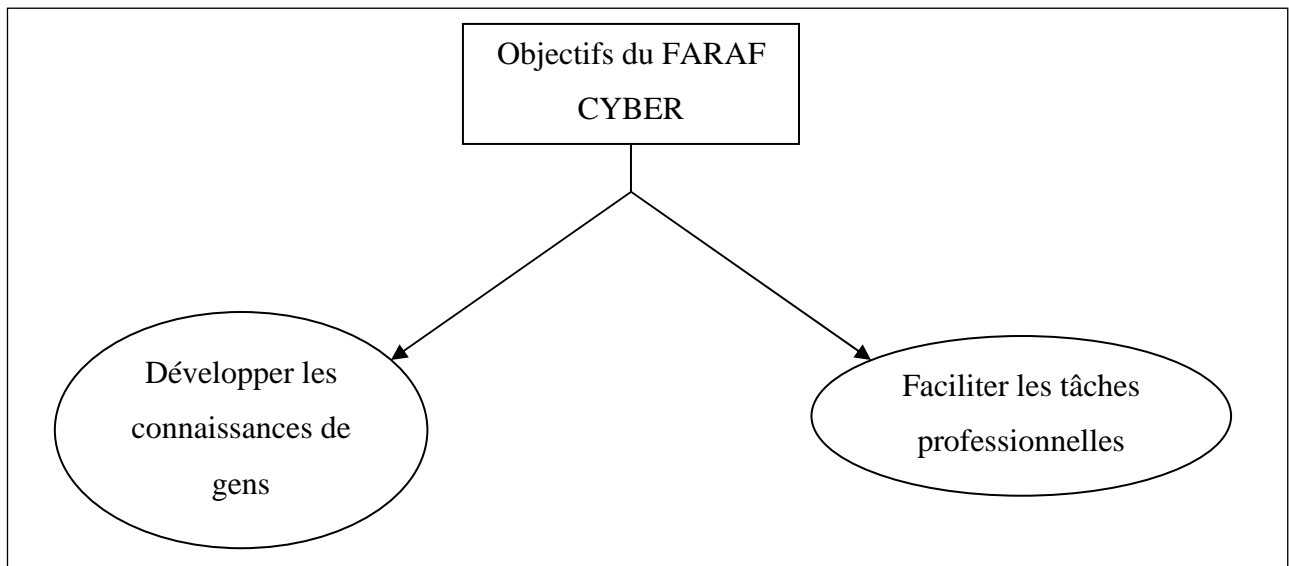 Objectifs du FARAF
CYBER
Développer les
connaissances de
gens
Faciliter les tâches
professionnelles